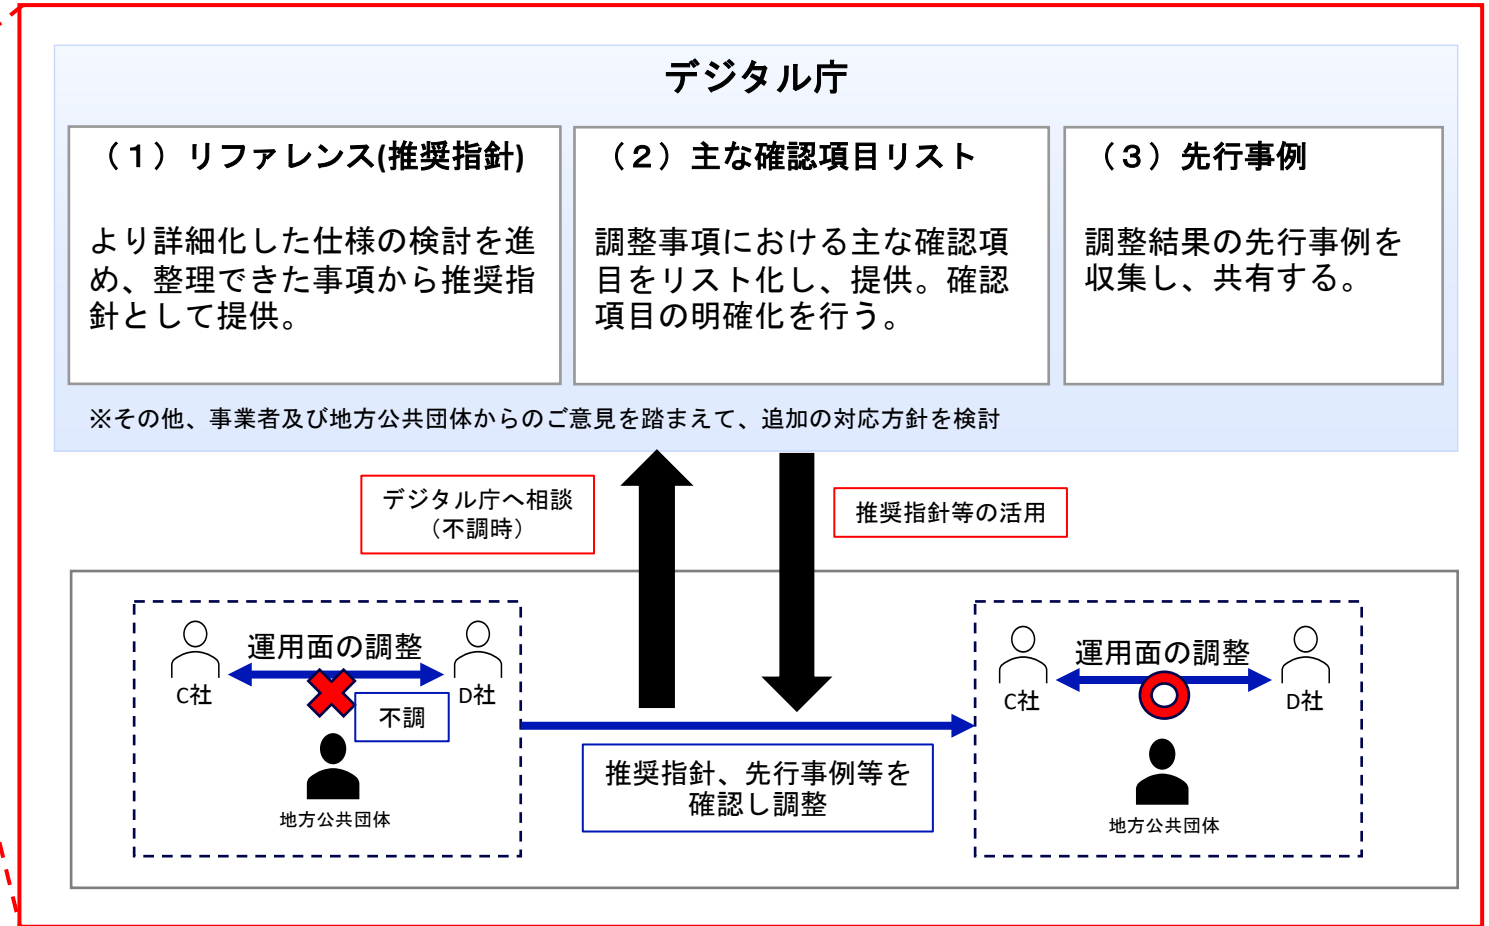 デジタル庁
（１）リファレンス(推奨指針)
より詳細化した仕様の検討を進
め、整理できた事項から推奨指
針として提供。
（２）主な確認項目リスト
調整事項における主な確認項
目をリスト化し、提供。確認
項目の明確化を行う。
（３）先行事例
調整結果の先行事例を
収集し、共有する。
※その他、事業者及び地方公共団体からのご意見を踏まえて、追加の対応方針を検討
デジタル庁へ相談
（不調時）
推奨指針等の活用
運用面の調整
C社
D社
不調
地方公共団体
推奨指針、先行事例等を
確認し調整
運用面の調整
C社
D社
地方公共団体